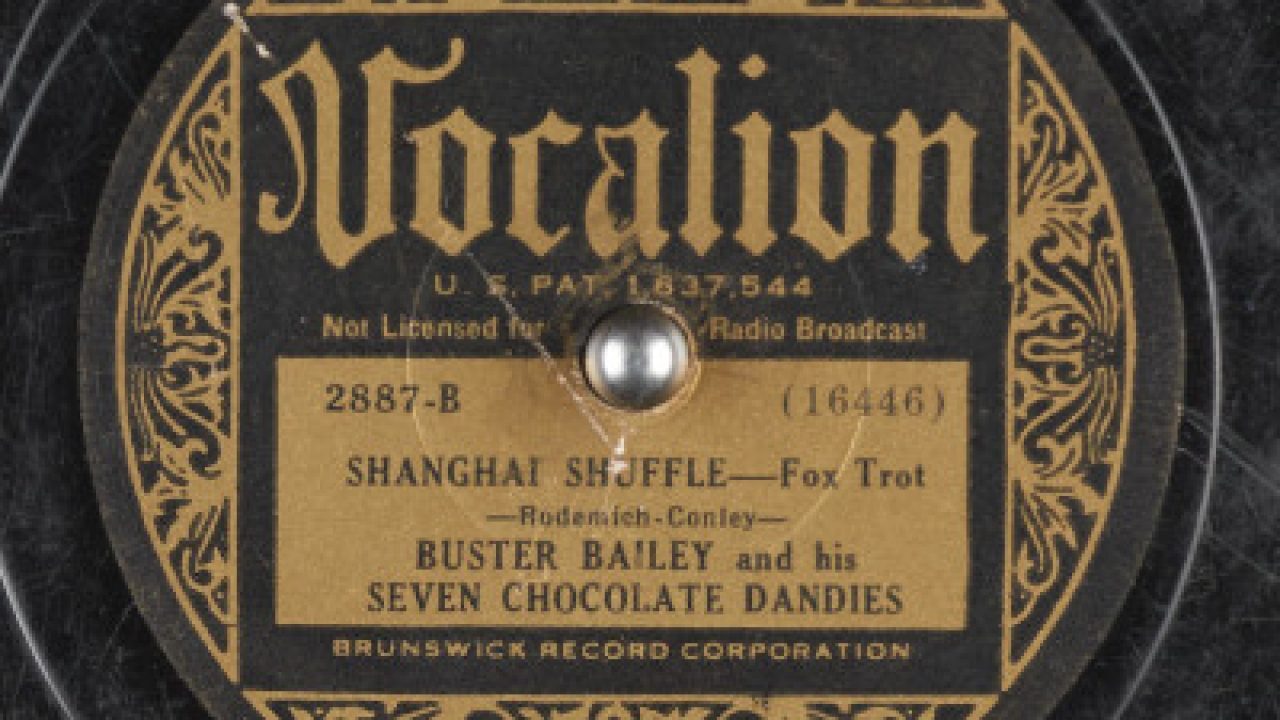 Vocalion
U. S. PAT. 1,637,544
Not Licensed for Radio Broadcast
2887-B (16446)
SHANGHAI SHUFFLE—Fox Trot
—Rodemich-Conley—
BUSTER BAILEY and his
SEVEN CHOCOLATE DANDIES
BRUNSWICK RECORD CORPORATION